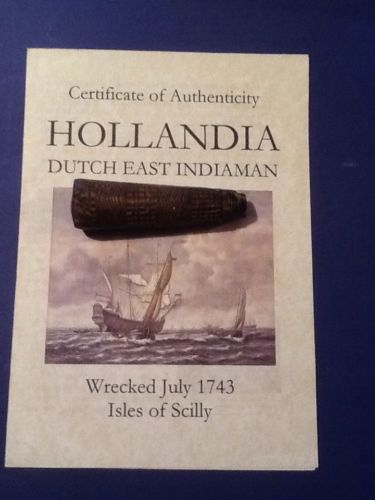 Certificate of Authenticity
HOLLANDIA
DUTCH EAST INDIAMAN
Wrecked July 1743
Isles of Scilly